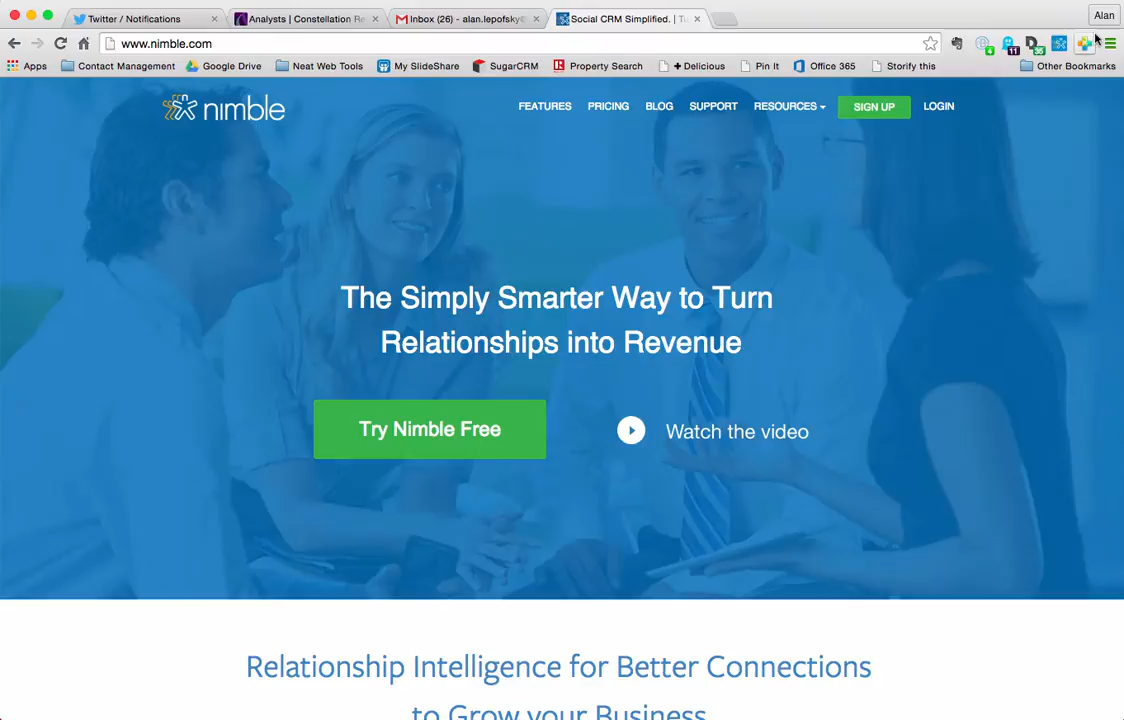 Twitter / Notifications
Analysts | Constellation Re
Inbox (26) - alan.lepofsky@
Social CRM Simplified. | Tu
Alan
www.nimble.com
4
11
Apps
Contact Management
Google Drive
Neat Web Tools
My SlideShare
SugarCRM
Property Search
+ Delicious
Pin It
Office 365
Storify this
Other Bookmarks
nimble
FEATURES
PRICING
BLOG
SUPPORT
RESOURCES
SIGN UP
LOGIN
The Simply Smarter Way to Turn
Relationships into Revenue
Try Nimble Free
Watch the video
Relationship Intelligence for Better Connections
to Grow your Business